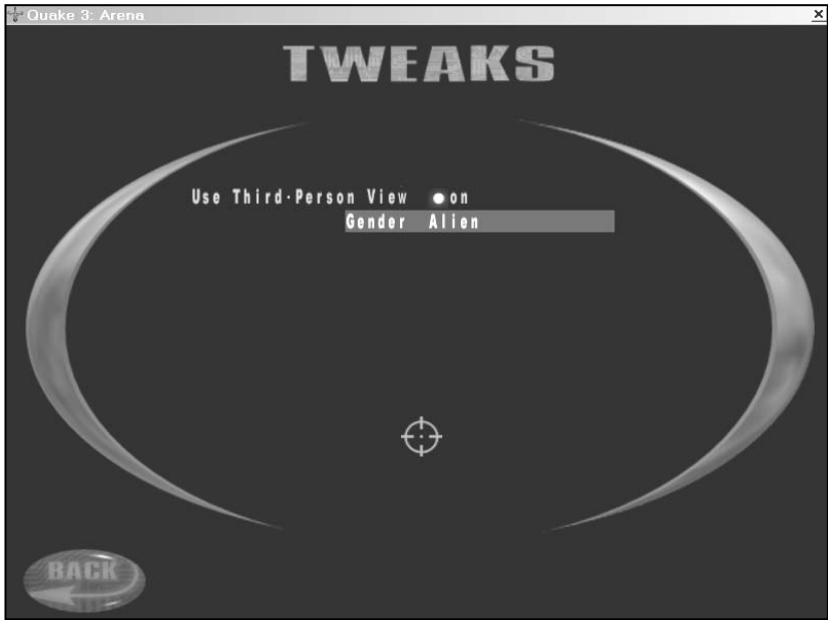 Quake 3: Arena
TWEAKS
Use Third-Person View on
Gender Alien
BACK